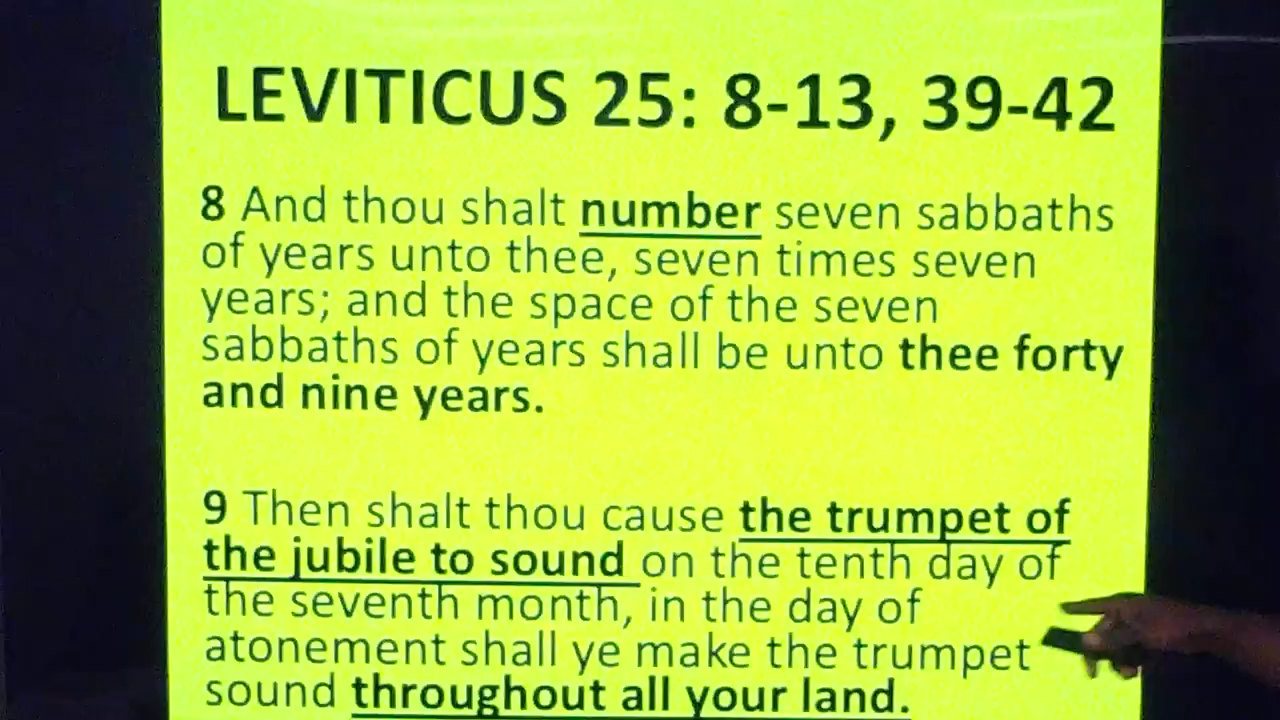 LEVITICUS 25: 8-13, 39-42
8 And thou shalt number seven sabbaths
of years unto thee, seven times seven
years; and the space of the seven
sabbaths of years shall be unto thee forty
and nine years.
9 Then shalt thou cause the trumpet of
the jubile to sound on the tenth day of
the seventh month, in the day of
atonement shall ye make the trumpet
sound throughout all your land.